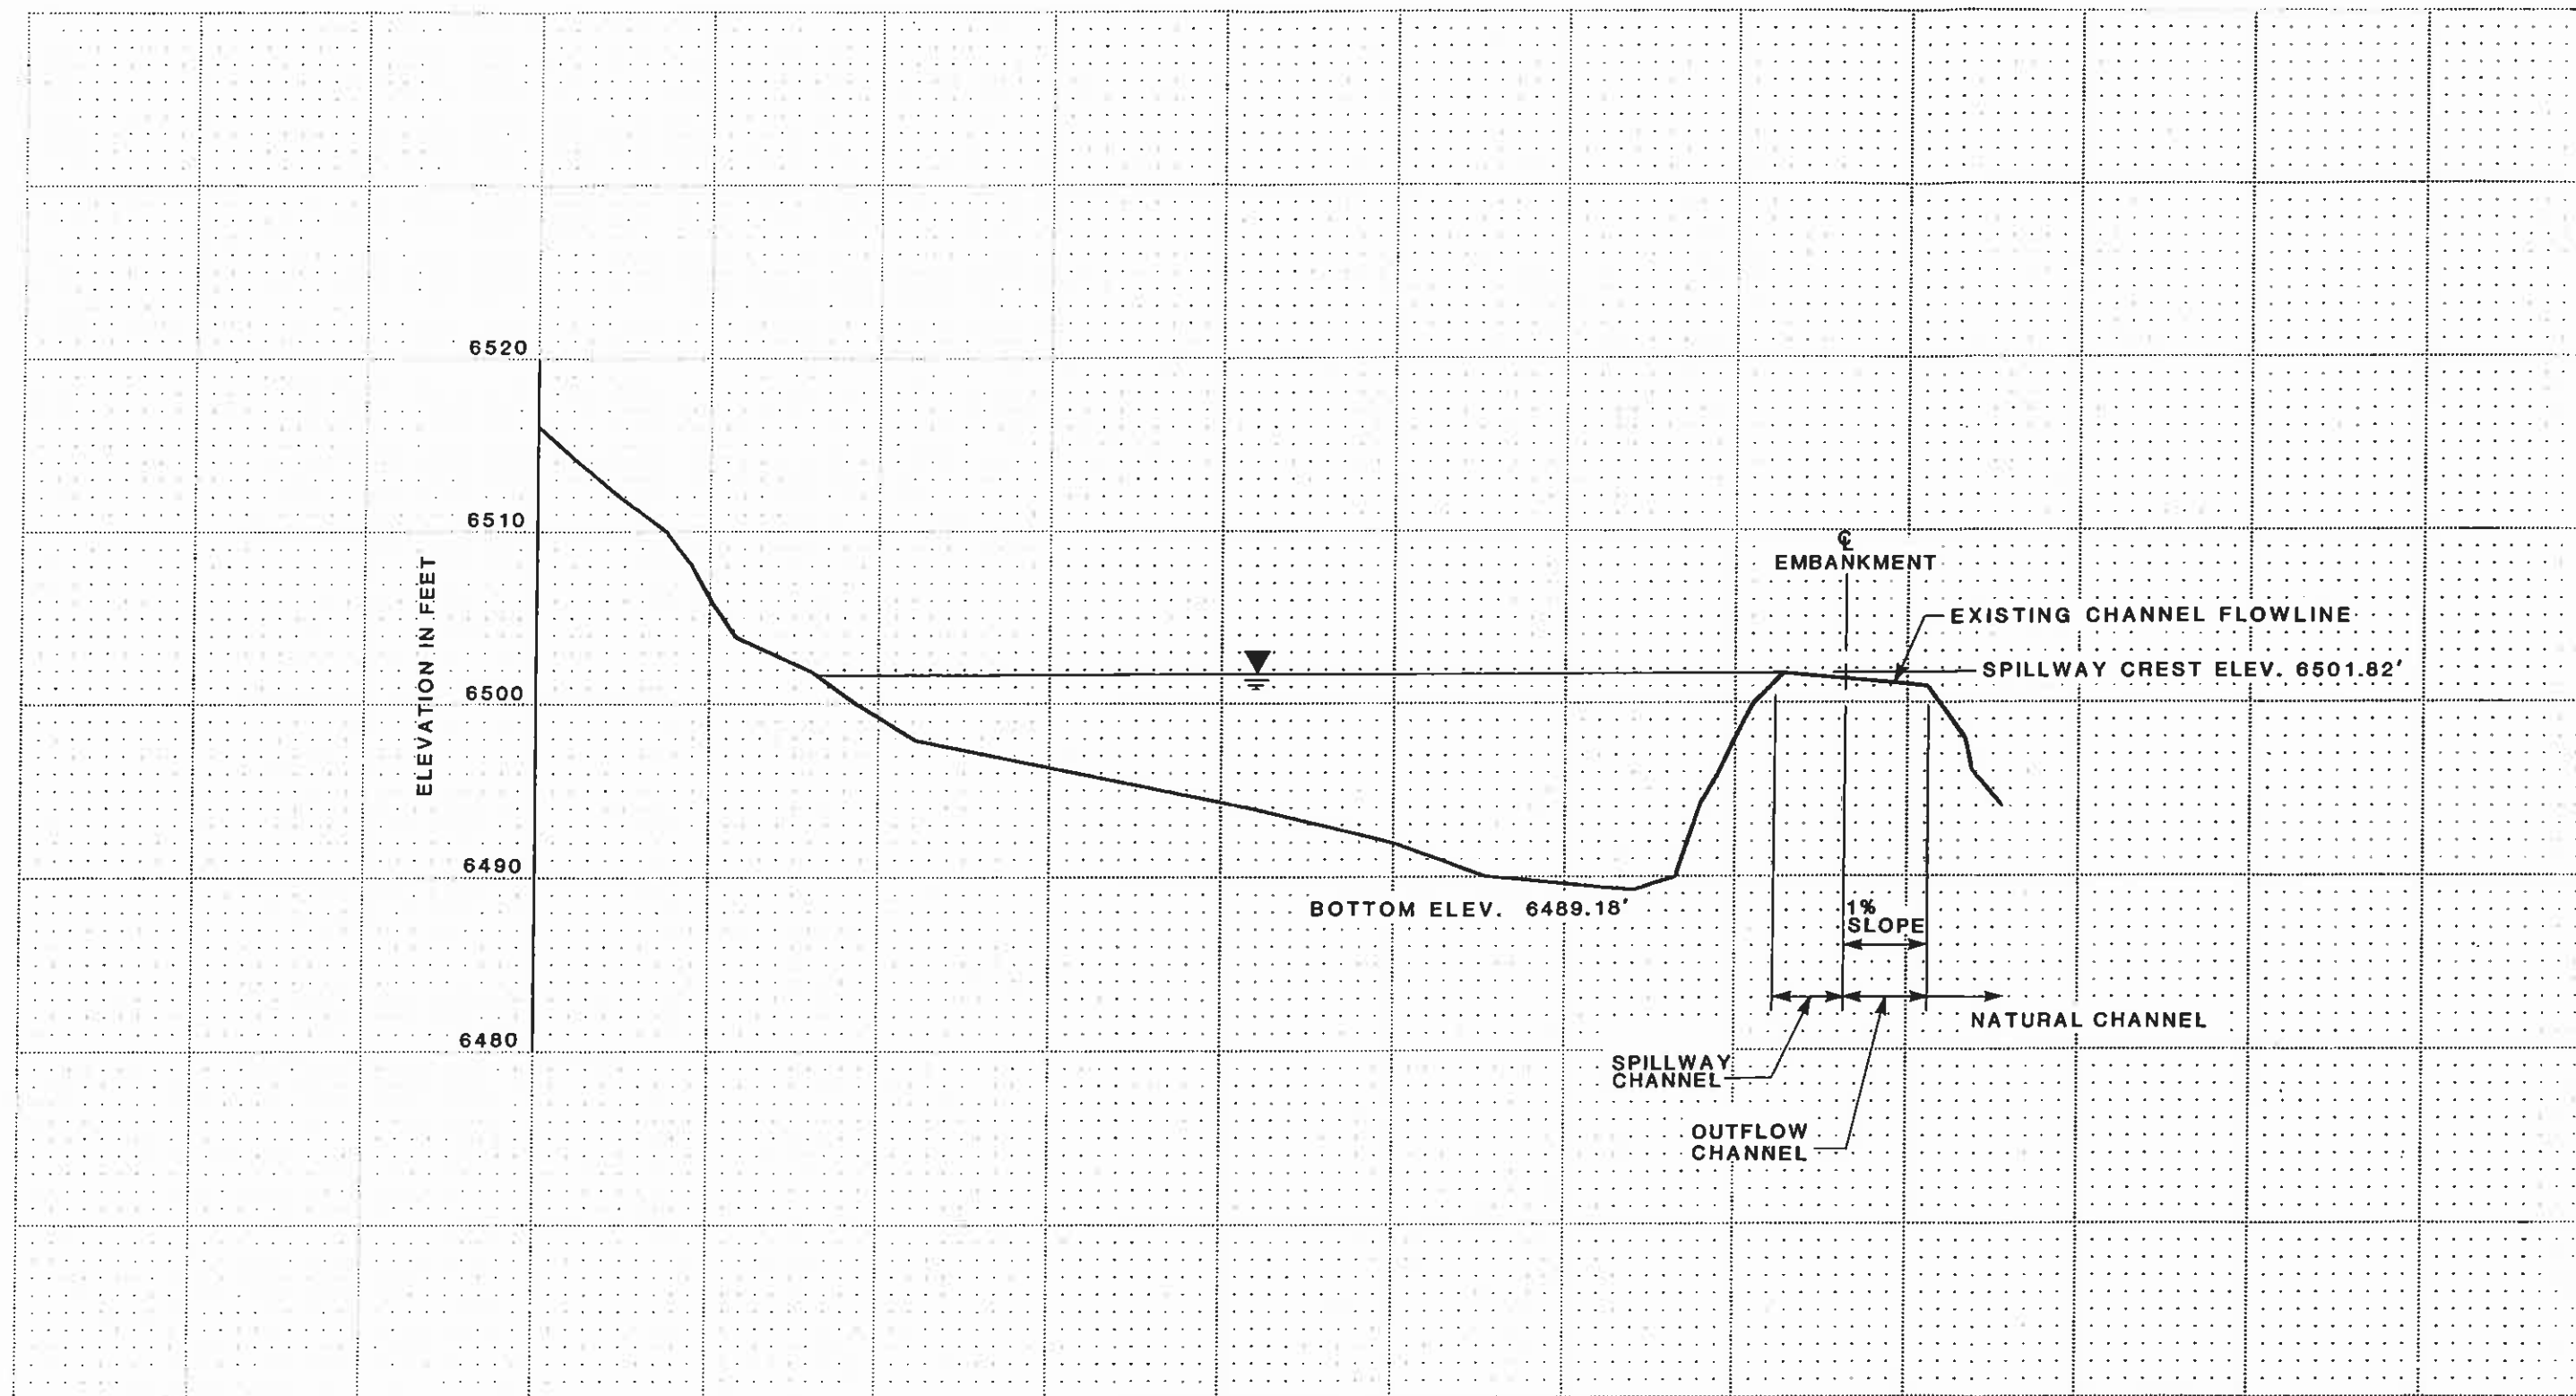 6520
6510
6500
6490
6480
ELEVATION IN FEET
℄
EMBANKMENT
EXISTING CHANNEL FLOWLINE
SPILLWAY CREST ELEV. 6501.82'
BOTTOM ELEV. 6489.18'
1%
SLOPE
NATURAL CHANNEL
SPILLWAY
CHANNEL
OUTFLOW
CHANNEL